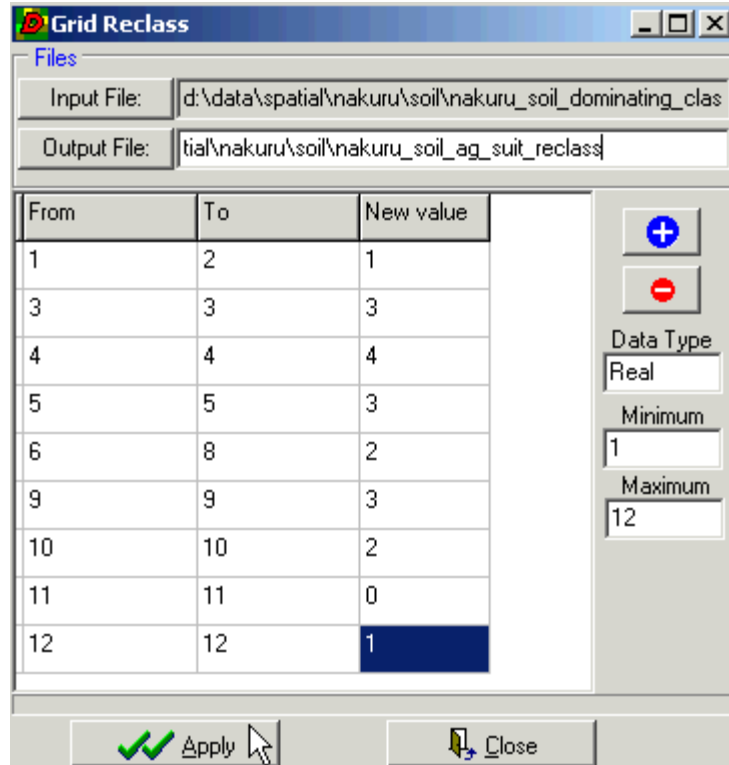 Grid Reclass
Files
Input File: d:\data\spatial\nakuru\soil\nakuru_soil_dominating_clas
Output File: tial\nakuru\soil\nakuru_soil_ag_suit_reclass
From To New value
1 2 1
3 3 3
4 4 4
5 5 3
6 8 2
9 9 3
10 10 2
11 11 0
12 12 1
Data Type
Real
Minimum
1
Maximum
12
Apply Close